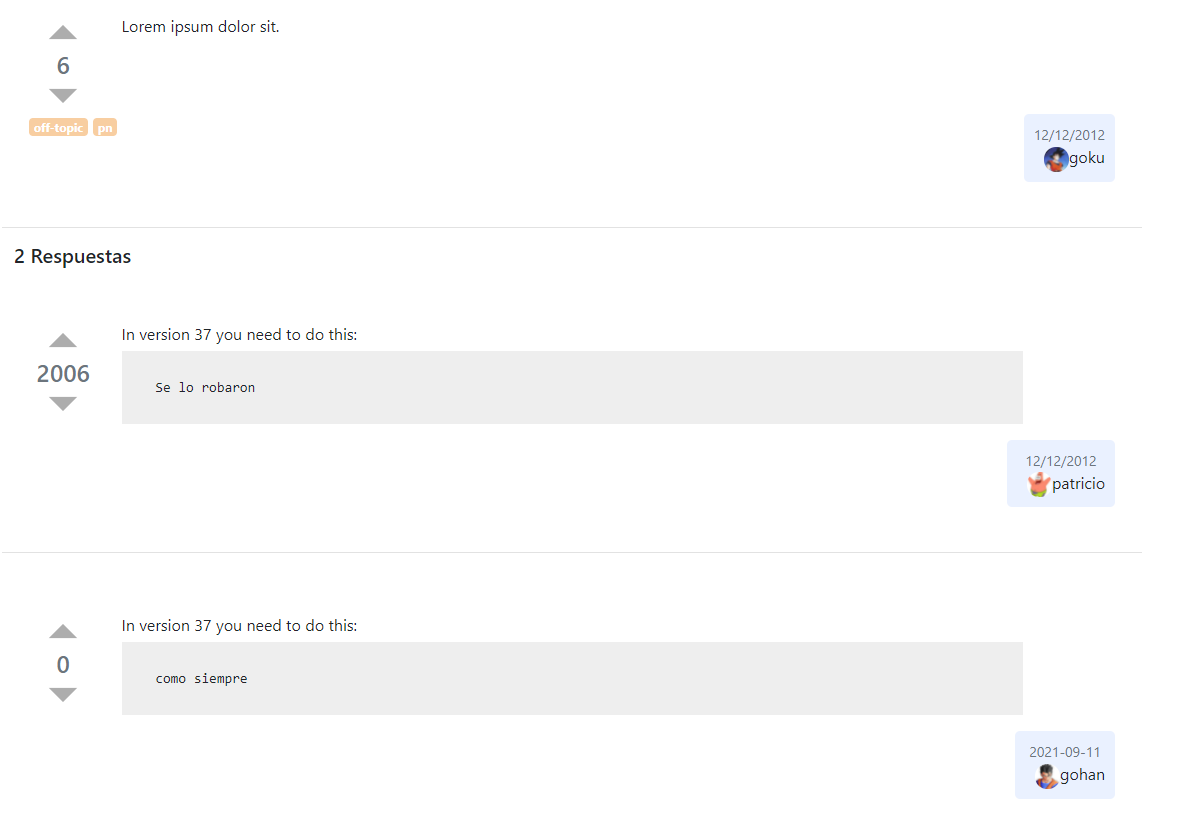 Lorem ipsum dolor sit.
6
off-topic pn
12/12/2012
goku
2 Respuestas
In version 37 you need to do this:
2006
Se lo robaron
12/12/2012
patricio
In version 37 you need to do this:
0
como siempre
2021-09-11
gohan